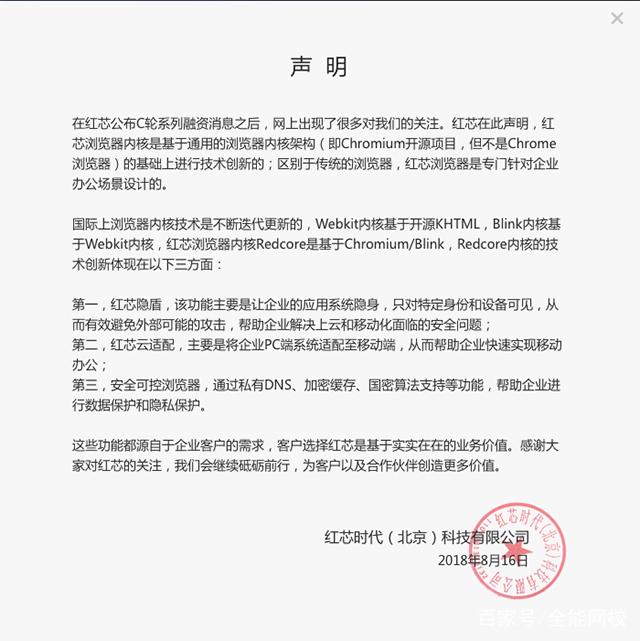 声 明
在红芯公布C轮系列融资消息之后，网上出现了很多对我们的关注。红芯在此声明，红
芯浏览器内核是基于通用的浏览器内核架构（即Chromium开源项目，但不是Chrome
浏览器）的基础上进行技术创新的；区别于传统的浏览器，红芯浏览器是专门针对企业
办公场景设计的。
国际上浏览器内核技术是不断迭代更新的，Webkit内核基于开源KHTML，Blink内核基
于Webkit内核，红芯浏览器内核Redcore是基于Chromium/Blink，Redcore内核的技
术创新体现在以下三方面：
第一，红芯隐盾，该功能主要是让企业的应用系统隐身，只对特定身份和设备可见，从
而有效避免外部可能的攻击，帮助企业解决上云和移动化面临的安全问题；
第二，红芯云适配，主要是将企业PC端系统适配至移动端，从而帮助企业快速实现移动
办公；
第三，安全可控浏览器，通过私有DNS、加密缓存、国密算法支持等功能，帮助企业进
行数据保护和隐私保护。
这些功能都源自于企业客户的需求，客户选择红芯是基于实实在在的业务价值。感谢大
家对红芯的关注，我们会继续砥砺前行，为客户以及合作伙伴创造更多价值。
红芯时代（北京）科技有限公司
2018年8月16日
红芯时代(北京)科技有限公司
百家号/全能网校